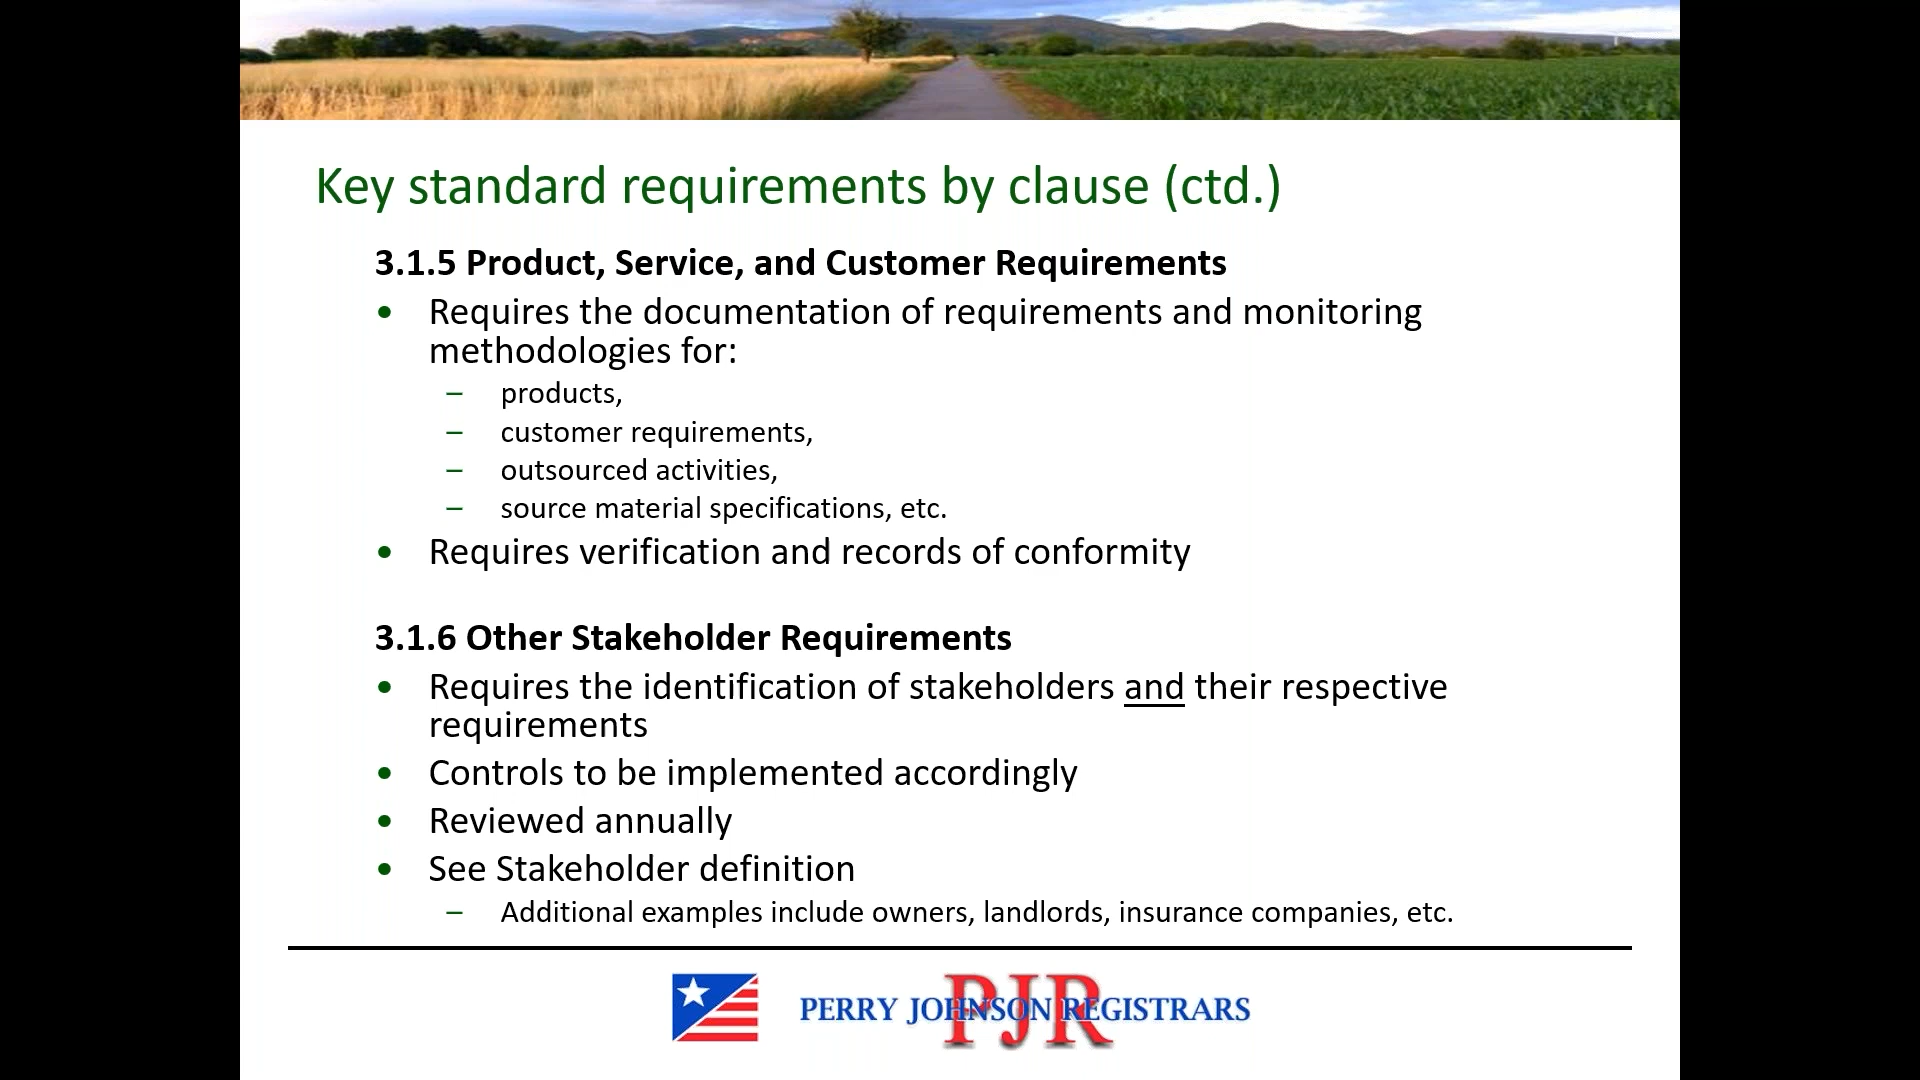 Key standard requirements by clause (ctd.)
3.1.5 Product, Service, and Customer Requirements
• Requires the documentation of requirements and monitoring
methodologies for:
– products,
– customer requirements,
– outsourced activities,
– source material specifications, etc.
• Requires verification and records of conformity
3.1.6 Other Stakeholder Requirements
• Requires the identification of stakeholders and their respective
requirements
• Controls to be implemented accordingly
• Reviewed annually
• See Stakeholder definition
– Additional examples include owners, landlords, insurance companies, etc.
PJR
PERRY JOHNSON REGISTRARS